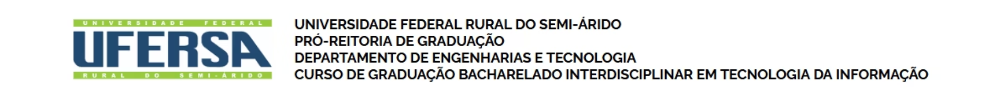 UNIVERSIDADE FEDERAL
UFERSA
RURAL DO SEMI-ÁRIDO
UNIVERSIDADE FEDERAL RURAL DO SEMI-ÁRIDO
PRÓ-REITORIA DE GRADUAÇÃO
DEPARTAMENTO DE ENGENHARIAS E TECNOLOGIA
CURSO DE GRADUAÇÃO BACHARELADO INTERDISCIPLINAR EM TECNOLOGIA DA INFORMAÇÃO